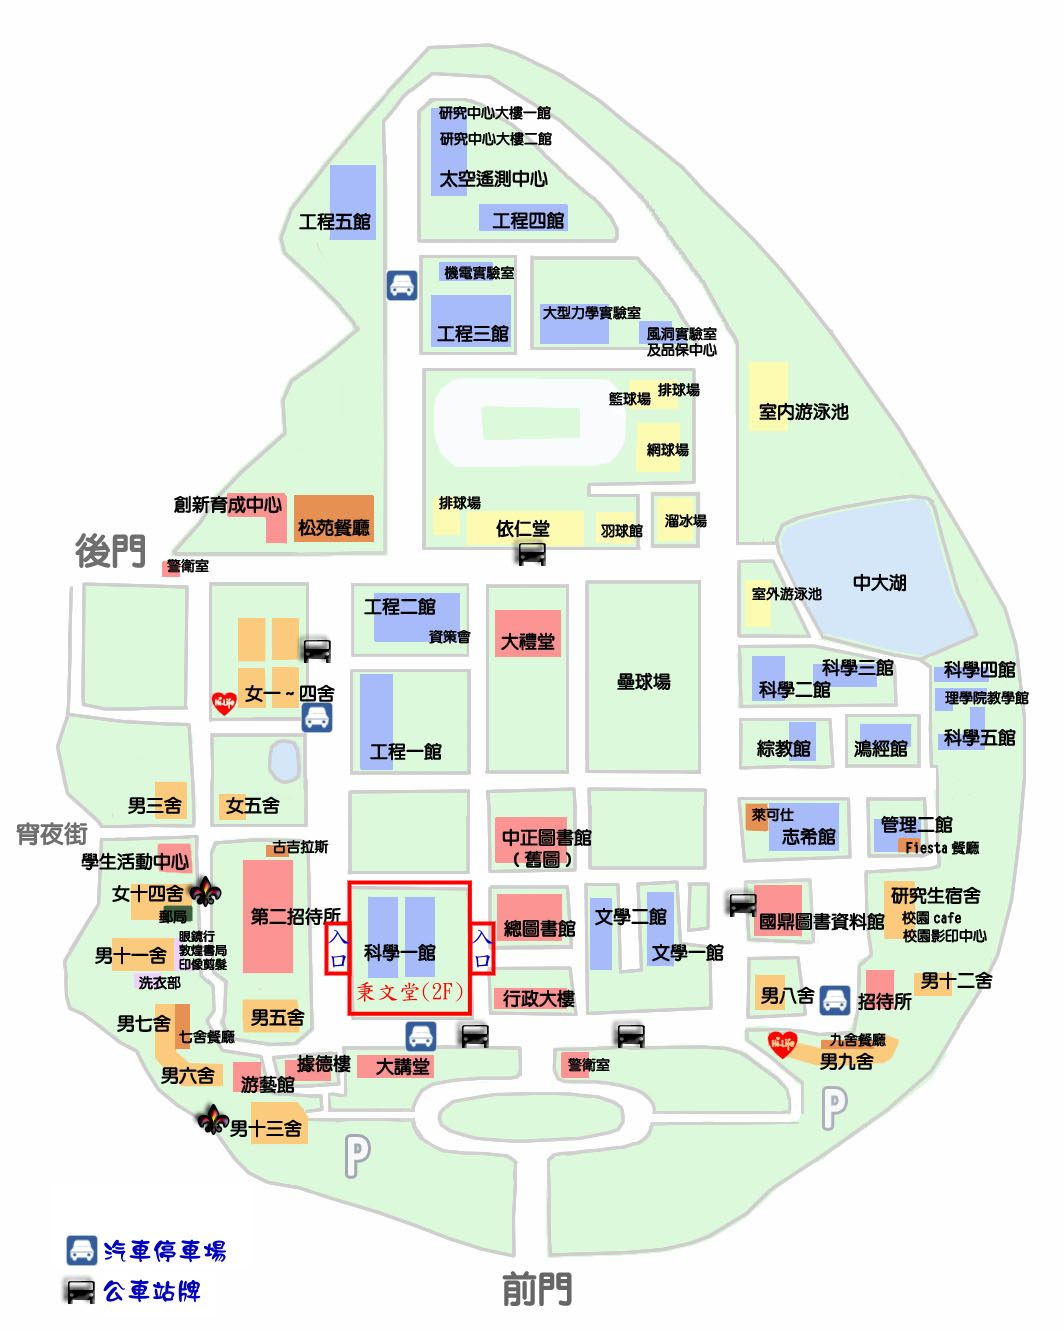 研究中心大樓一館
研究中心大樓二館
太空遙測中心
工程五館
工程四館
機電實驗室
工程三館
大型力學實驗室
風洞實驗室
及品保中心
籃球場
排球場
室内游泳池
網球場
創新育成中心
松苑餐廳
排球場
依仁堂
羽球館
溜冰場
後門
警衛室
中大湖
室外游泳池
工程二館
資策會
大禮堂
壘球場
科學二館
科學三館
科學四館
理學院教學館
科學五館
女一~四舍
Hi-Life
工程一館
綜教館
鴻經館
男三舍
女五舍
宵夜街
中正圖書館
(舊圖)
萊可仕
志希館
管理二館
Fiesta 餐廳
學生活動中心
古吉拉斯
女十四舍
郵局
第二招待所
入口
科學一館
入口
秉文堂(2F)
總圖書館
文學二館
文學一館
國鼎圖書資料館
研究生宿舍
校園 cafe
校園影印中心
眼鏡行
敦煌書局
印像剪髮
男十一舍
洗衣部
行政大樓
男八舍
招待所
男十二舍
男七舍
七舍餐廳
男五舍
男六舍
游藝館
據德樓
大講堂
警衛室
Hi-Life
九舍餐廳
男九舍
男十三舍
P
P
汽車停車場
公車站牌
前門